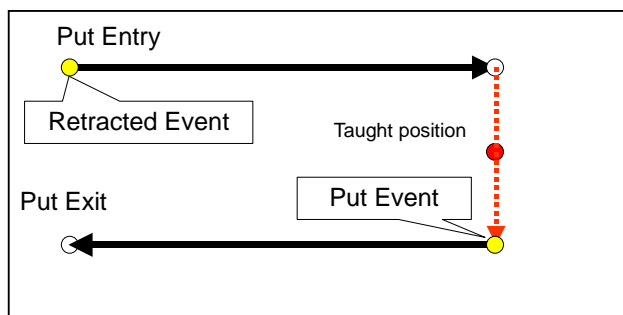 Put Entry
Retracted Event
Taught position
Put Exit
Put Event